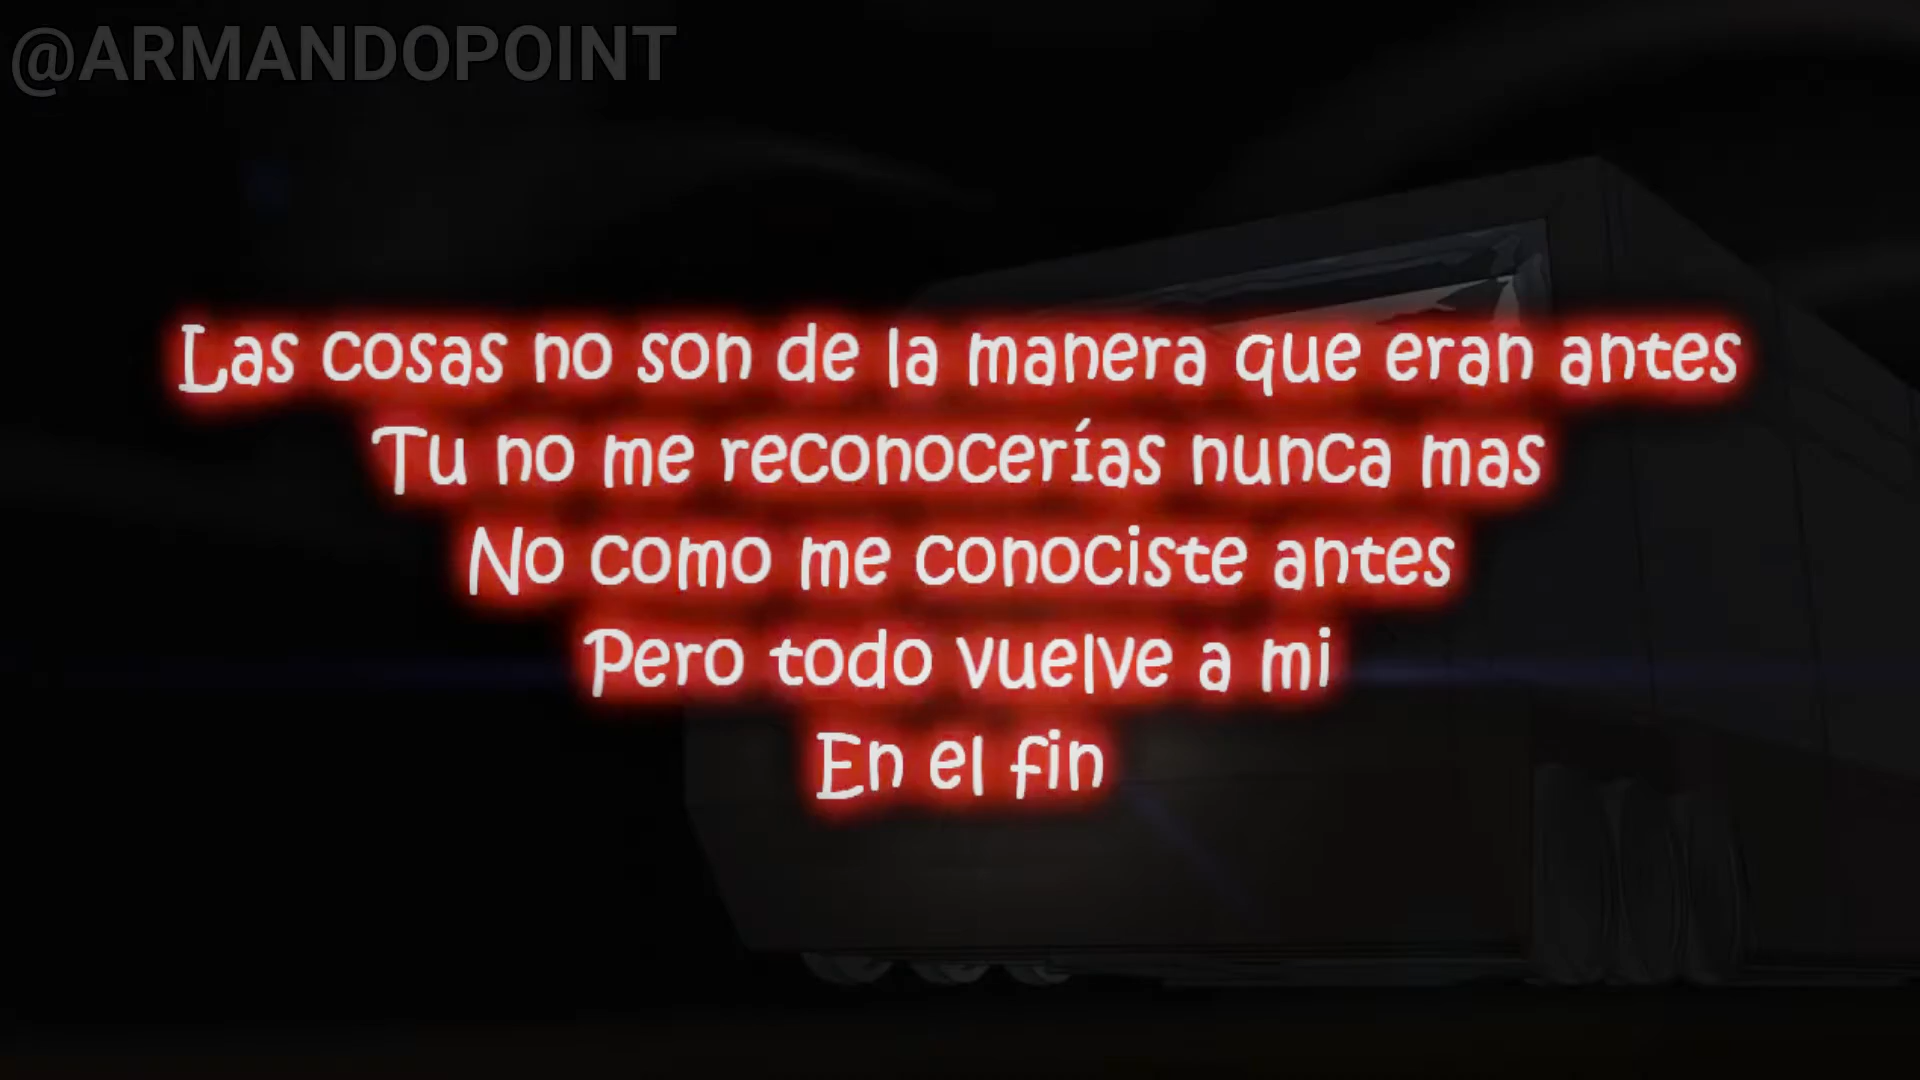 @ARMANDOPOINT
Las cosas no son de la manera que eran antes
Tu no me reconocerías nunca mas
No como me conociste antes
Pero todo vuelve a mi
En el fin